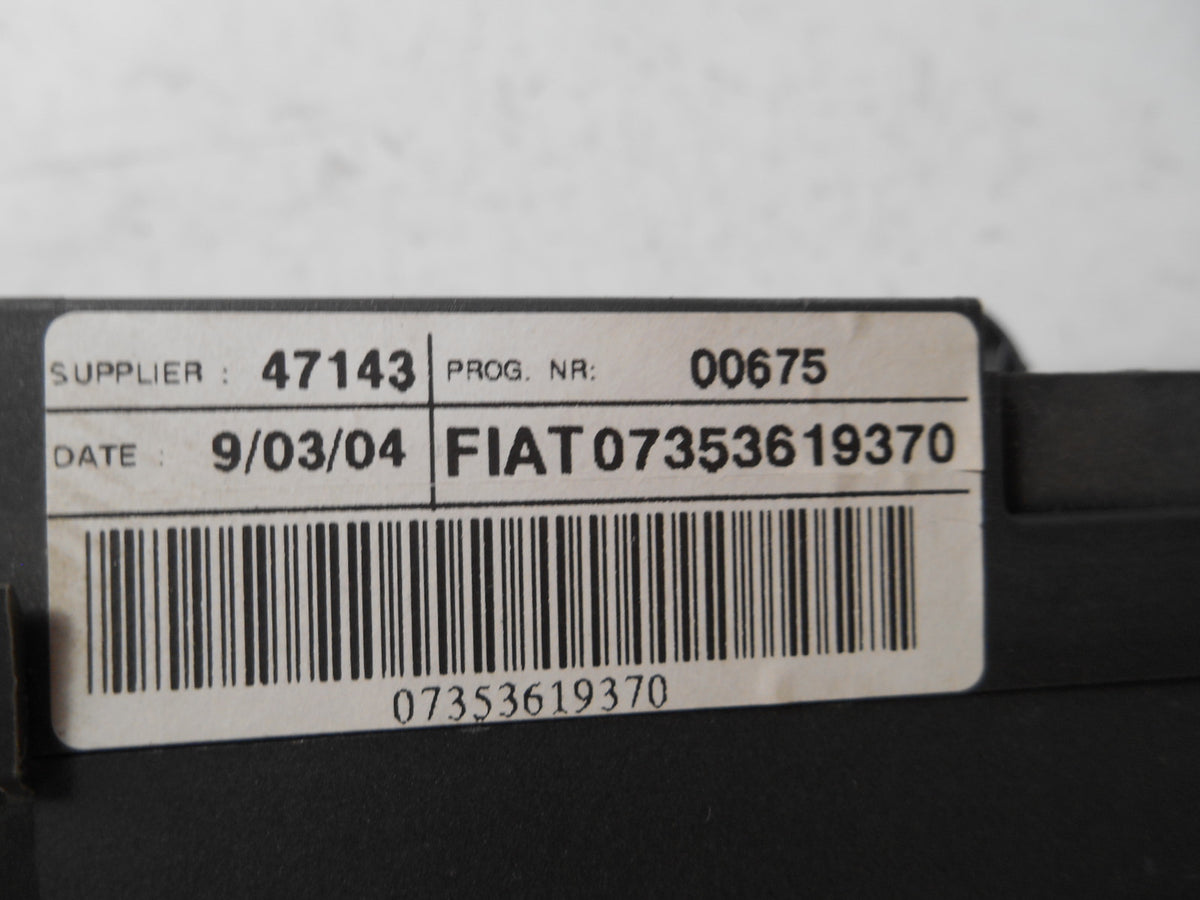 SUPPLIER : 47143 PROG. NR: 00675
DATE : 9/03/04 FIAT 07353619370
07353619370